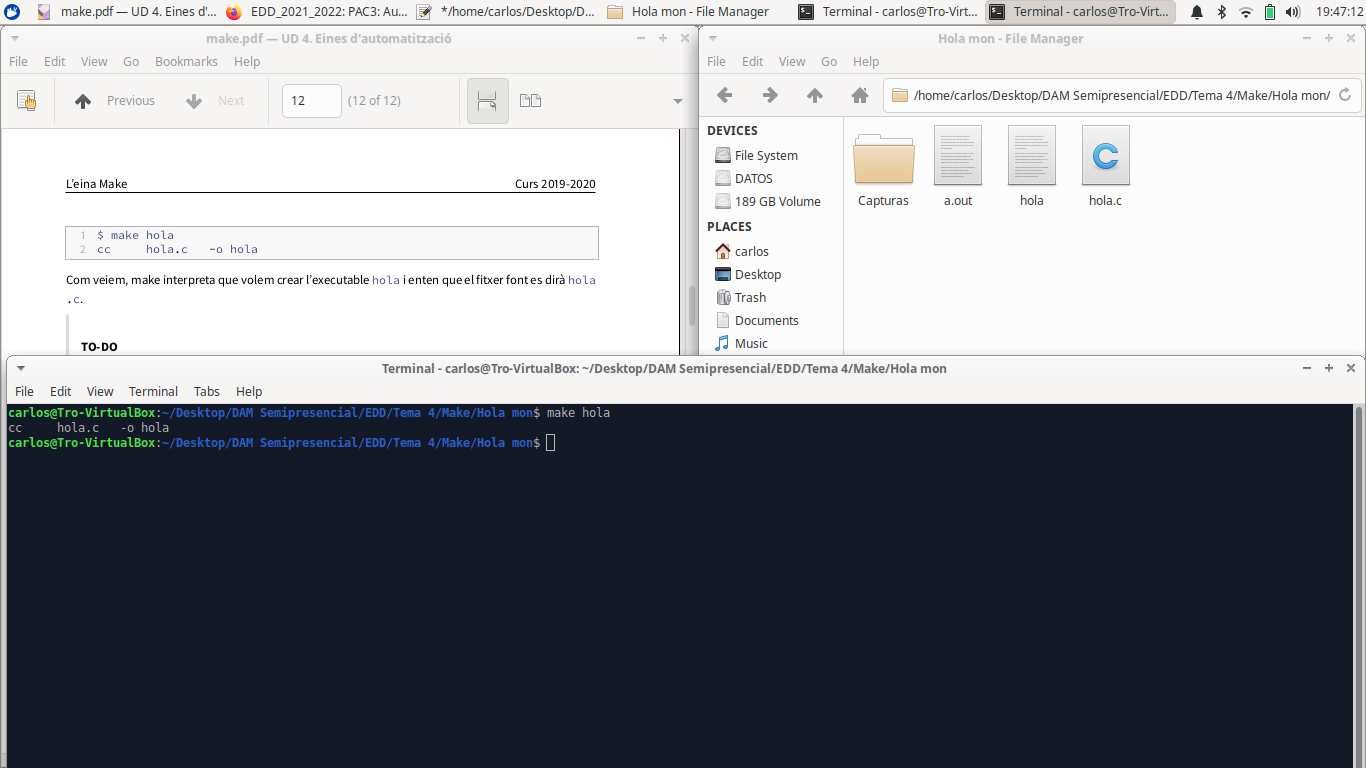 make.pdf — UD 4. Eines d'...
EDD_2021_2022: PAC3: Au...
*/home/carlos/Desktop/D...
Hola mon - File Manager
Terminal - carlos@Tro-Virt...
Terminal - carlos@Tro-Virt...
19:47:12
make.pdf — UD 4. Eines d'automatització
File Edit View Go Bookmarks Help
Previous Next 12 (12 of 12)
L'eina Make Curs 2019-2020
1 $ make hola
2 cc hola.c -o hola
Com veiem, make interpreta que volem crear l'executable hola i enten que el fitxer font es dirà hola
.c.
TO-DO
Hola mon - File Manager
File Edit View Go Help
/home/carlos/Desktop/DAM Semipresencial/EDD/Tema 4/Make/Hola mon/
DEVICES
File System
DATOS
189 GB Volume
PLACES
carlos
Desktop
Trash
Documents
Music
Capturas a.out hola hola.c
Terminal - carlos@Tro-VirtualBox: ~/Desktop/DAM Semipresencial/EDD/Tema 4/Make/Hola mon
File Edit View Terminal Tabs Help
carlos@Tro-VirtualBox:~/Desktop/DAM Semipresencial/EDD/Tema 4/Make/Hola mon$ make hola
cc hola.c -o hola
carlos@Tro-VirtualBox:~/Desktop/DAM Semipresencial/EDD/Tema 4/Make/Hola mon$